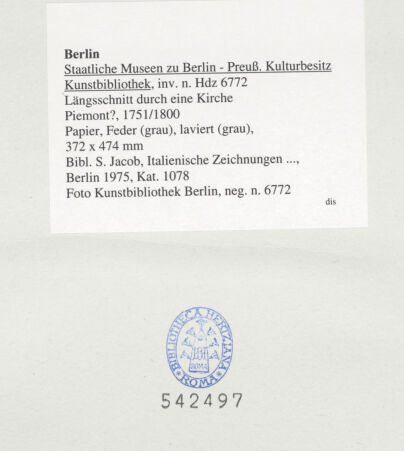 Berlin
Staatliche Museen zu Berlin - Preuß. Kulturbesitz
Kunstbibliothek, inv. n. Hdz 6772
Längsschnitt durch eine Kirche
Piemont?, 1751/1800
Papier, Feder (grau), laviert (grau),
372 x 474 mm
Bibl. S. Jacob, Italienische Zeichnungen ...,
Berlin 1975, Kat. 1078
Foto Kunstbibliothek Berlin, neg. n. 6772
dis
BIBLIOTHECA HERTZIANA
ROMA
ROMA
542497